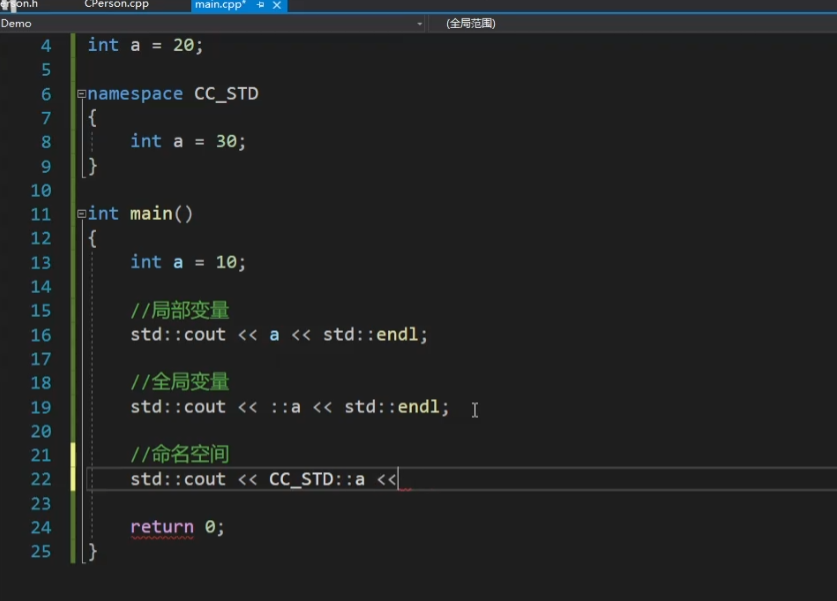 CPerson.cpp main.cpp*
Demo (全局范围)
4 int a = 20;
5
6 namespace CC_STD
7 {
8 int a = 30;
9 }
10
11 int main()
12 {
13 int a = 10;
14
15 //局部变量
16 std::cout << a << std::endl;
17
18 //全局变量
19 std::cout << ::a << std::endl;
20
21 //命名空间
22 std::cout << CC_STD::a <<
23
24 return 0;
25 }